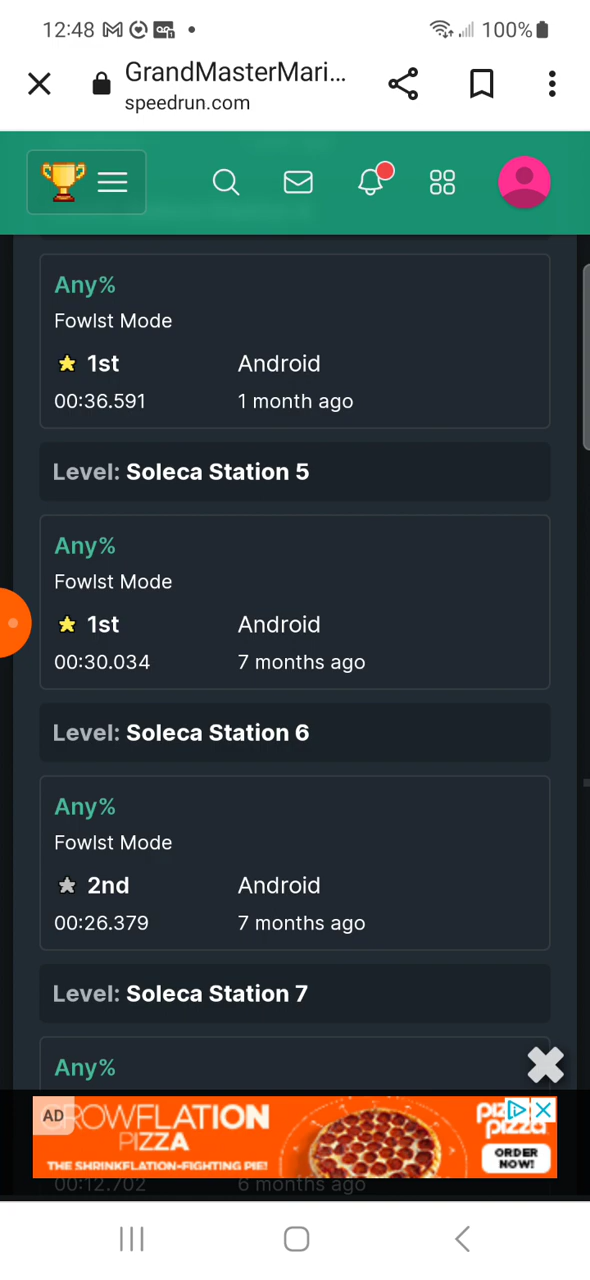 12:48
100%
GrandMasterMari...
speedrun.com
Any%
Fowlst Mode
1st Android
00:36.591 1 month ago
Level: Soleca Station 5
Any%
Fowlst Mode
1st Android
00:30.034 7 months ago
Level: Soleca Station 6
Any%
Fowlst Mode
2nd Android
00:26.379 7 months ago
Level: Soleca Station 7
Any%
AD
ROWFLATION
PIZZA
THE SHRINKFLATION-FIGHTING PIE!
pizza
ORDER
NOW!
00:12.702 6 months ago